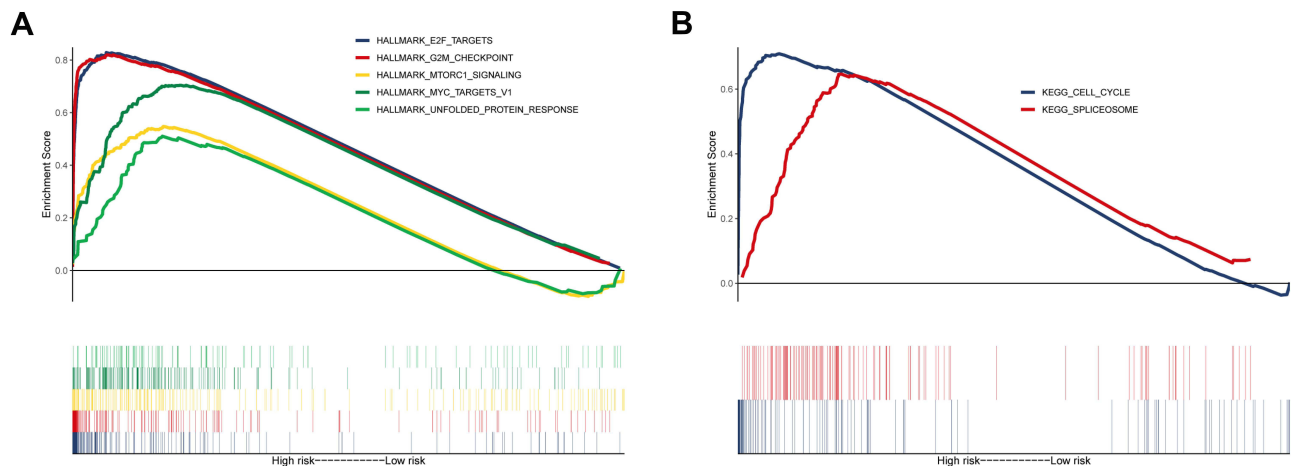 A
HALLMARK_E2F_TARGETS
HALLMARK_G2M_CHECKPOINT
HALLMARK_MTORC1_SIGNALING
HALLMARK_MYC_TARGETS_V1
HALLMARK_UNFOLDED_PROTEIN_RESPONSE
Enrichment Score
0.8
0.6
0.4
0.2
0.0
High risk------------Low risk
B
KEGG_CELL_CYCLE
KEGG_SPLICEOSOME
Enrichment Score
0.6
0.4
0.2
0.0
High risk------------Low risk